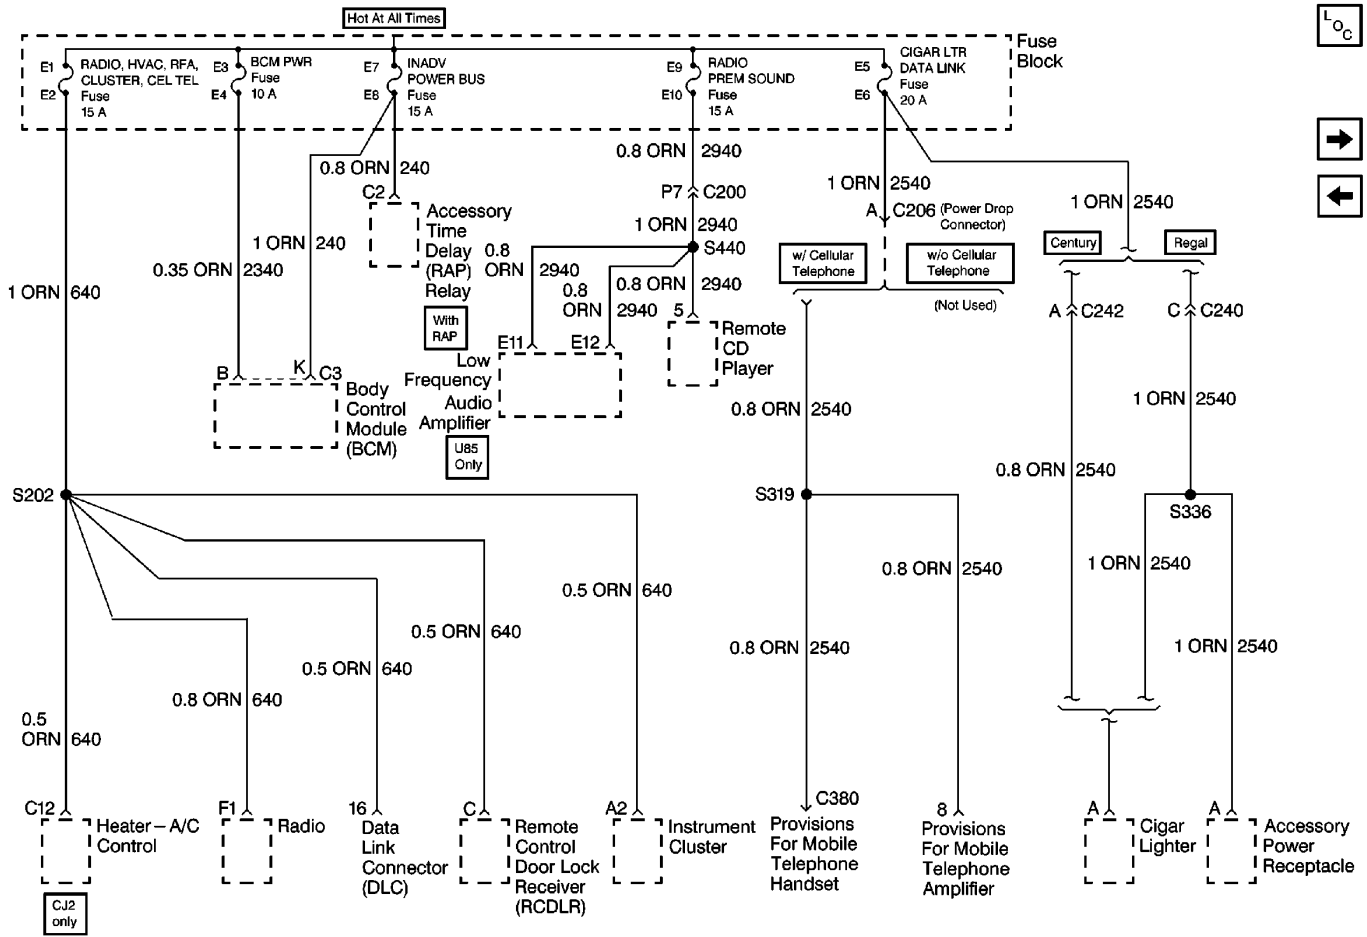 Hot At All Times
L
O
C
Fuse
Block
E1
E2
RADIO, HVAC, RFA,
CLUSTER, CEL TEL
Fuse
15 A
E3
E4
BCM PWR
Fuse
10 A
E7
E8
INADV
POWER BUS
Fuse
15 A
E9
E10
RADIO
PREM SOUND
Fuse
15 A
E5
E6
CIGAR LTR
DATA LINK
Fuse
20 A
0.8 ORN 240
0.8 ORN 2940
1 ORN 2540
1 ORN 2540
C2
Accessory
Time
Delay
(RAP)
Relay
With
RAP
P7 C200
1 ORN 2940
S440
A C206 (Power Drop
Connector)
w/ Cellular
Telephone
w/o Cellular
Telephone
(Not Used)
Century
Regal
1 ORN 240
0.35 ORN 2340
1 ORN 640
0.8
ORN 2940
0.8
ORN 2940
0.8 ORN 2940
5
Remote
CD
Player
A C242
C C240
E11
E12
Low
Frequency
Audio
Amplifier
U85
Only
B
K C3
Body
Control
Module
(BCM)
0.8 ORN 2540
1 ORN 2540
0.8 ORN 2540
S202
S319
S336
0.5 ORN 640
0.8 ORN 2540
1 ORN 2540
0.5 ORN 640
0.5 ORN 640
0.8 ORN 2540
1 ORN 2540
0.8 ORN 640
0.5
ORN 640
C12
Heater – A/C
Control
CJ2
only
F1
Radio
16
Data
Link
Connector
(DLC)
C
Remote
Control
Door Lock
Receiver
(RCDLR)
A2
Instrument
Cluster
C380
Provisions
For Mobile
Telephone
Handset
8
Provisions
For Mobile
Telephone
Amplifier
A
Cigar
Lighter
A
Accessory
Power
Receptacle